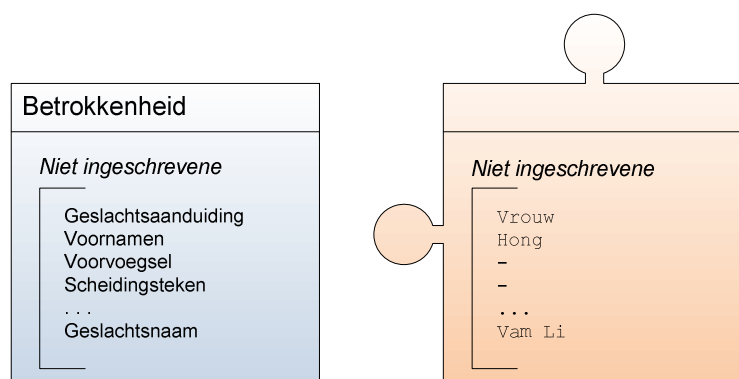 Betrokkenheid
Niet ingeschrevene
Geslachtsaanduiding
Voornamen
Voorvoegsel
Scheidingsteken
. . .
Geslachtsnaam
Niet ingeschrevene
Vrouw
Hong
–
–
...
Vam Li